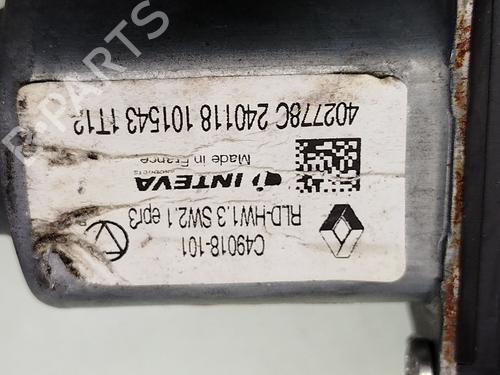 C49018-101
RLD-HW1.3 SW2.1 epr3
INTEVA
Made in France
402778C 240118 101543 1T12